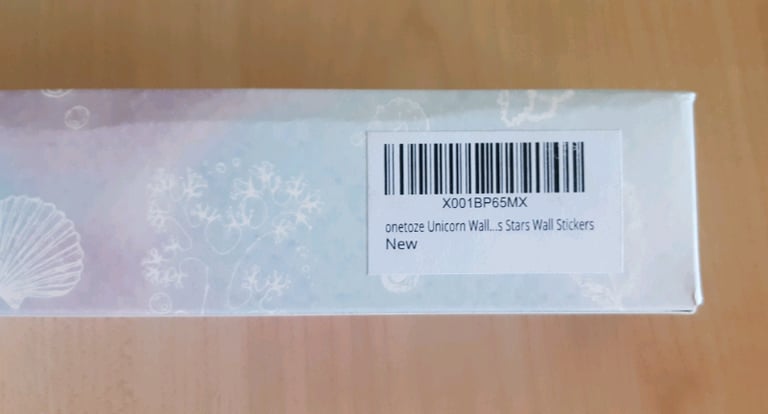 X001BP65MX
onetoze Unicorn Wall...s Stars Wall Stickers
New